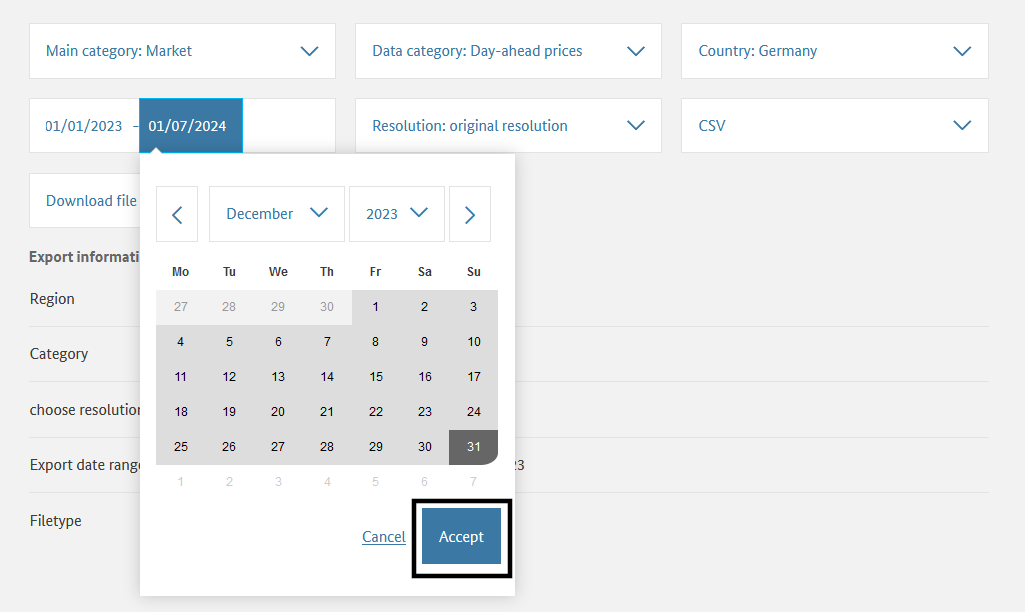 Main category: Market
Data category: Day-ahead prices
Country: Germany
01/01/2023 - 01/07/2024
Resolution: original resolution
CSV
Download file
December
2023
Mo Tu We Th Fr Sa Su
27 28 29 30 1 2 3
4 5 6 7 8 9 10
11 12 13 14 15 16 17
18 19 20 21 22 23 24
25 26 27 28 29 30 31
1 2 3 4 5 6 7
Cancel
Accept
Export informati
Region
Category
choose resolution
Export date range
23
Filetype